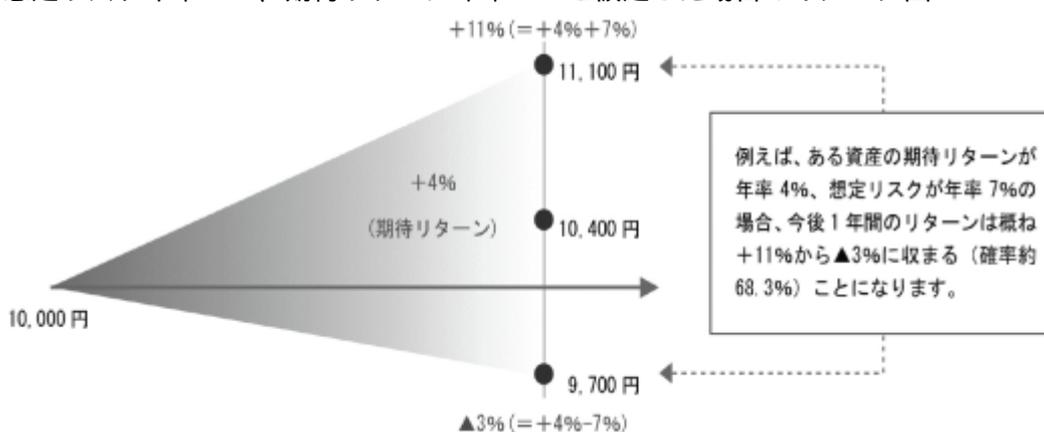 +11%(=+4%+7%)
11,100円
例えば、ある資産の期待リターンが
年率4%、想定リスクが年率7%の
場合、今後1年間のリターンは概ね
+11%から▲3%に収まる（確率約
68.3%）ことになります。
+4%
(期待リターン)
10,400円
10,000円
9,700円
▲3%(=+4%-7%)